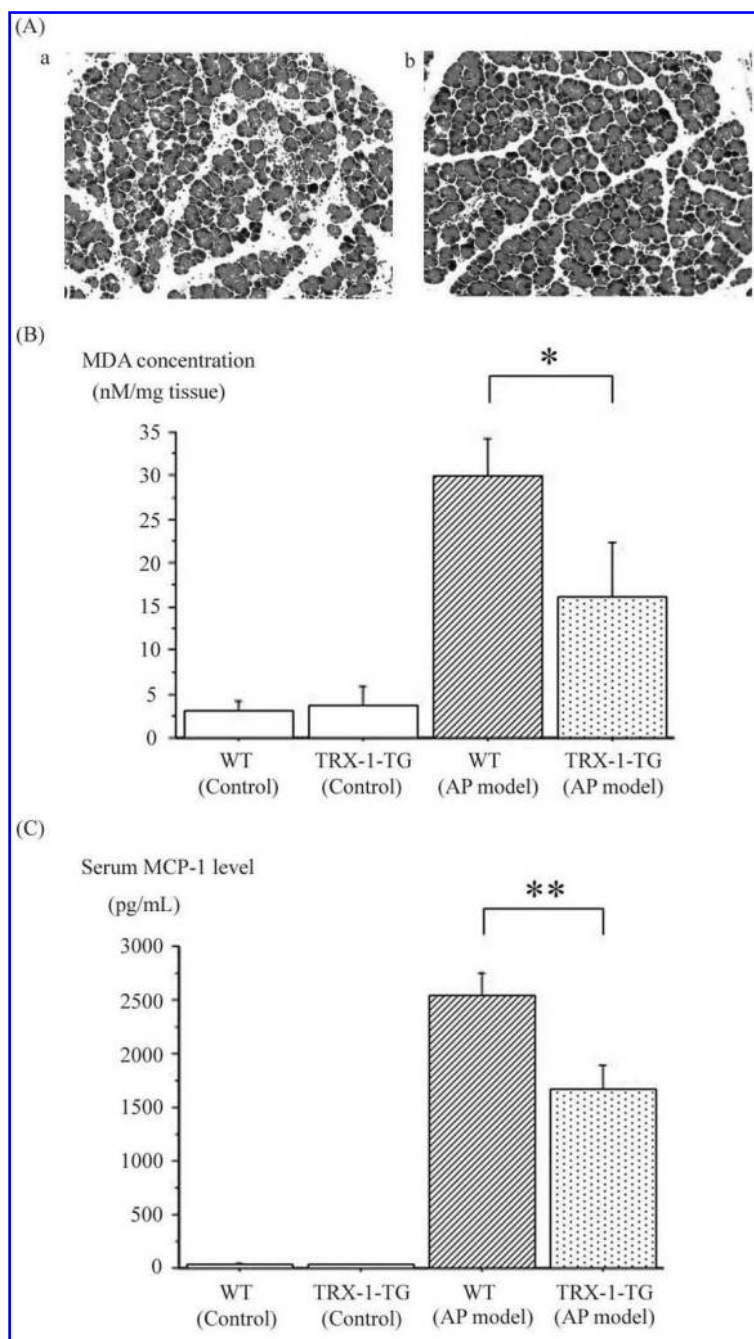 (A)
a b
(B)
MDA concentration
(nM/mg tissue)
*
35
30
25
20
15
10
5
0
WT TRX-1-TG WT TRX-1-TG
(Control) (Control) (AP model) (AP model)
(C)
Serum MCP-1 level
(pg/mL)
**
3000
2500
2000
1500
1000
500
0
WT TRX-1-TG WT TRX-1-TG
(Control) (Control) (AP model) (AP model)